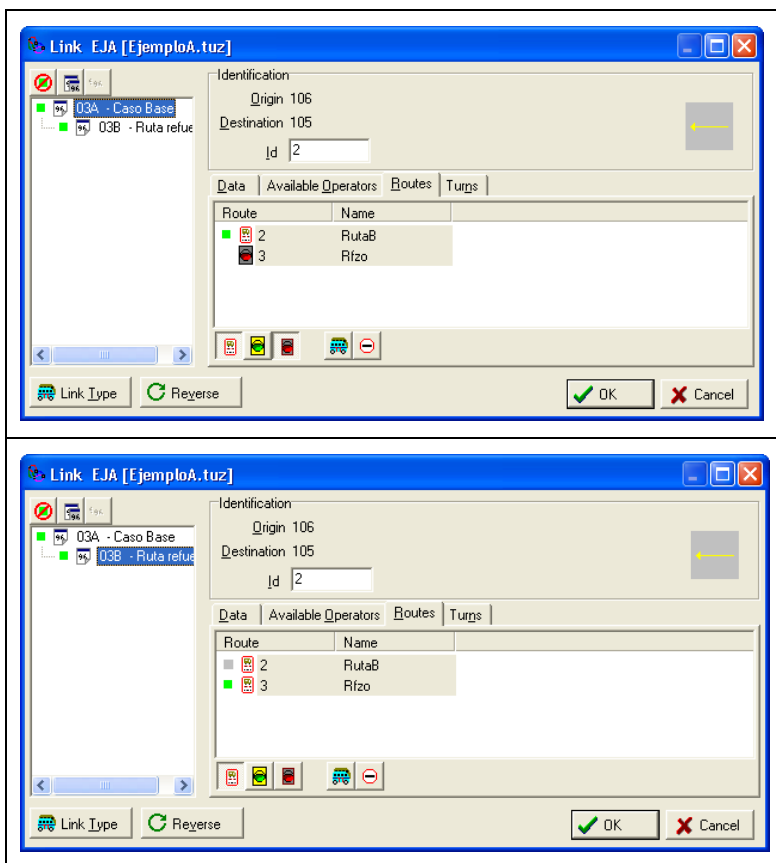 Link EJA [EjemploA.tuz]
Identification
Origin 106
Destination 105
Id 2
03A - Caso Base
03B - Ruta refue
Data Available Operators Routes Turns
Route Name
2 RutaB
3 Rfzo
Link Type Reverse OK Cancel
Link EJA [EjemploA.tuz]
Identification
Origin 106
Destination 105
Id 2
03A - Caso Base
03B - Ruta refue
Data Available Operators Routes Turns
Route Name
2 RutaB
3 Rfzo
Link Type Reverse OK Cancel